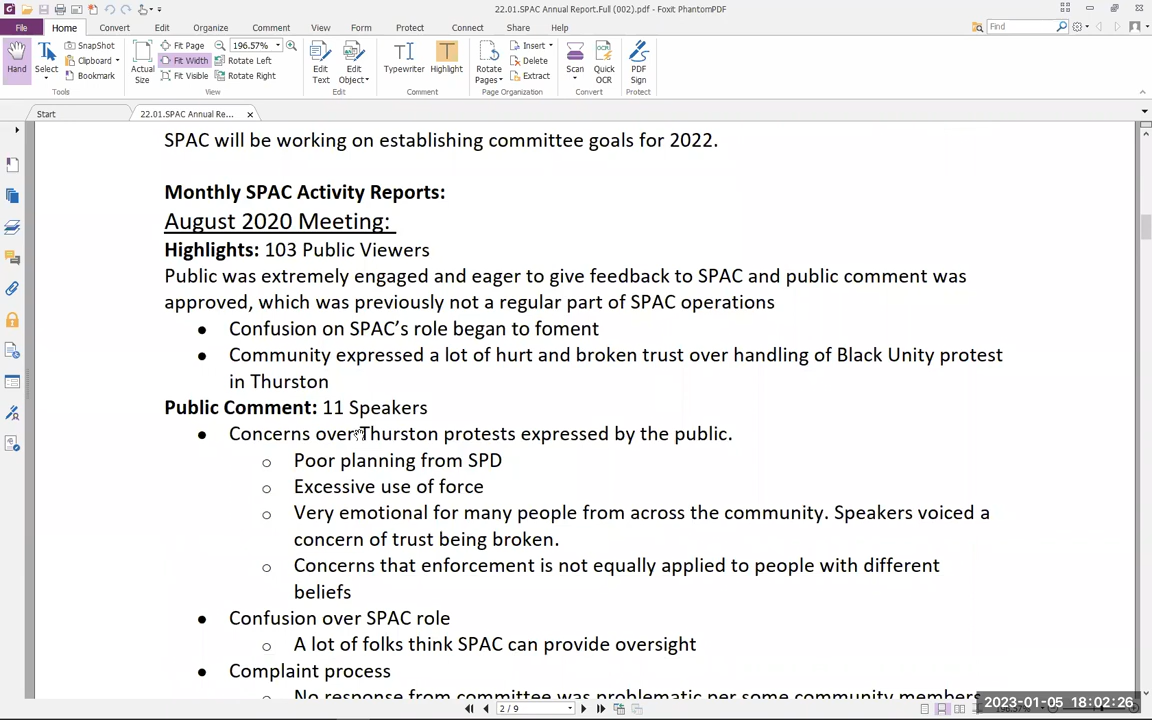 22.01.SPAC Annual Report.Full (002).pdf - Foxit PhantomPDF
File Home Convert Edit Organize Comment View Form Protect Connect Share Help Find
Hand Select SnapShot Clipboard Bookmark Actual Size Fit Page Fit Width Fit Visible 196.57% Rotate Left Rotate Right Edit Text Edit Object Typewriter Highlight Rotate Pages Insert Delete Extract Scan Quick OCR PDF Sign
Tools View Edit Comment Page Organization Convert Protect
Start 22.01.SPAC Annual Re...
SPAC will be working on establishing committee goals for 2022.
Monthly SPAC Activity Reports:
August 2020 Meeting:
Highlights: 103 Public Viewers
Public was extremely engaged and eager to give feedback to SPAC and public comment was
approved, which was previously not a regular part of SPAC operations
● Confusion on SPAC’s role began to foment
● Community expressed a lot of hurt and broken trust over handling of Black Unity protest
in Thurston
Public Comment: 11 Speakers
● Concerns over Thurston protests expressed by the public.
○ Poor planning from SPD
○ Excessive use of force
○ Very emotional for many people from across the community. Speakers voiced a
concern of trust being broken.
○ Concerns that enforcement is not equally applied to people with different
beliefs
● Confusion over SPAC role
○ A lot of folks think SPAC can provide oversight
● Complaint process
○ No response from committee was problematic per some community members
2 / 9
2023-01-05 18:02:26